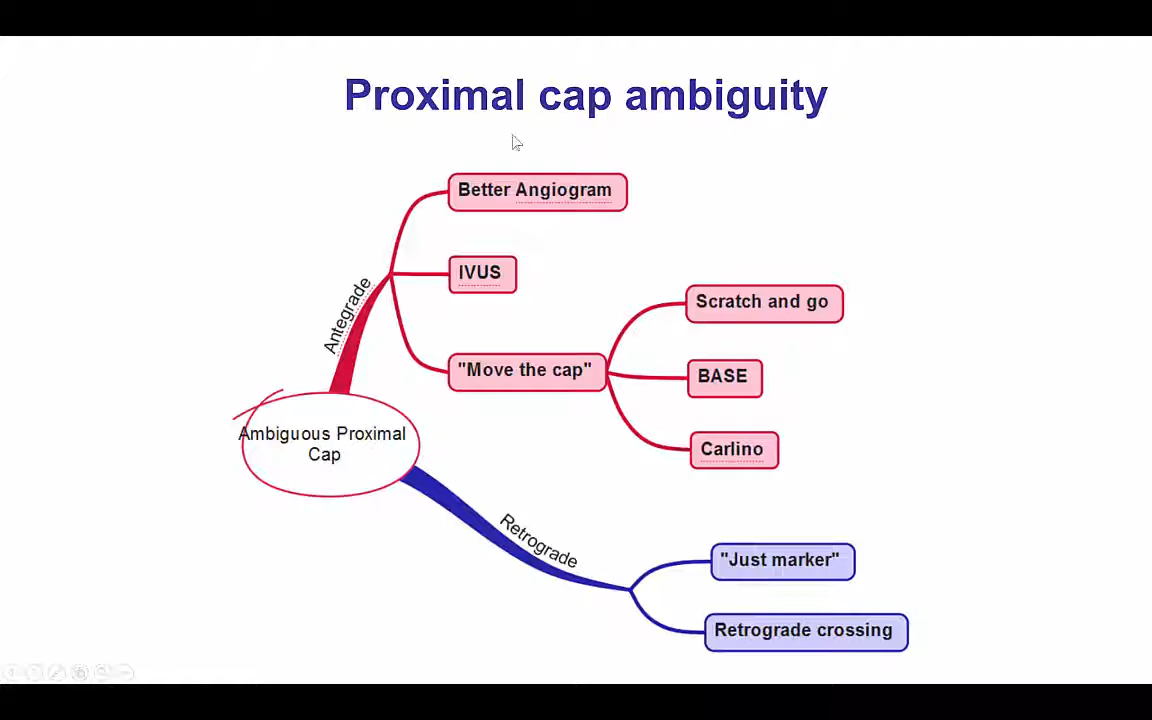 Proximal cap ambiguity
Better Angiogram
IVUS
"Move the cap"
Scratch and go
BASE
Carlino
Antegrade
Ambiguous Proximal
Cap
Retrograde
"Just marker"
Retrograde crossing